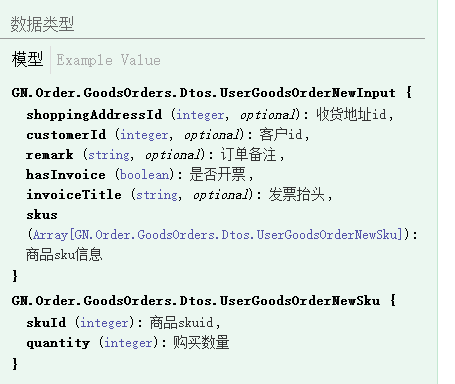 数据类型
模型 Example Value
GN.Order.GoodsOrders.Dtos.UserGoodsOrderNewInput {
shoppingAddressId (integer, optional): 收货地址id,
customerId (integer, optional): 客户id,
remark (string, optional): 订单备注,
hasInvoice (boolean): 是否开票,
invoiceTitle (string, optional): 发票抬头,
skus
(Array[GN.Order.GoodsOrders.Dtos.UserGoodsOrderNewSku]):
商品sku信息
}
GN.Order.GoodsOrders.Dtos.UserGoodsOrderNewSku {
skuId (integer): 商品skuid,
quantity (integer): 购买数量
}